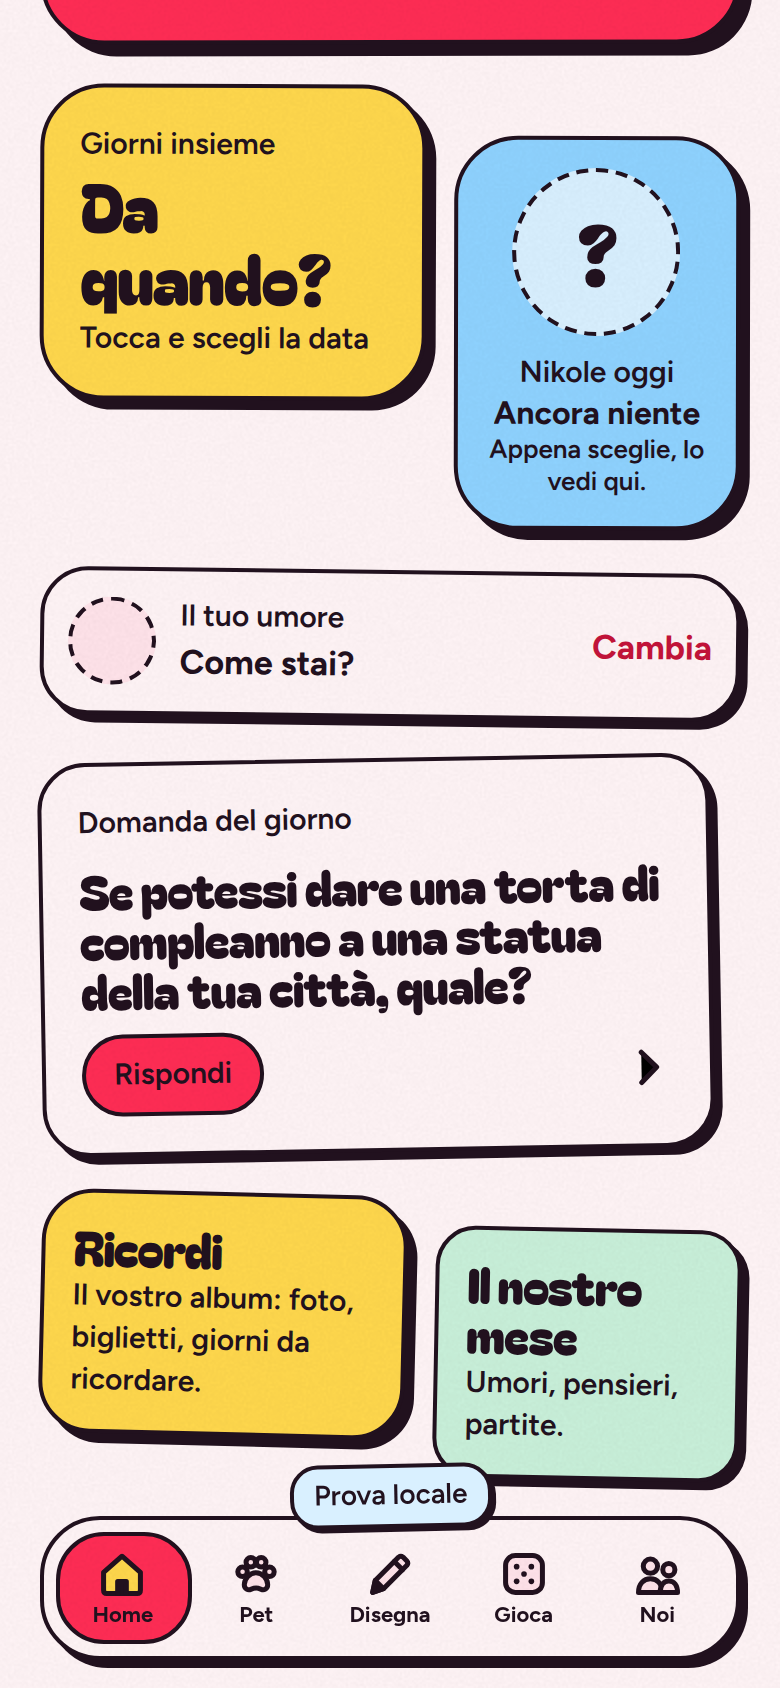 Giorni insieme
Da
quando?
Tocca e scegli la data
?
Nikole oggi
Ancora niente
Appena sceglie, lo
vedi qui.
Il tuo umore
Come stai?
Cambia
Domanda del giorno
Se potessi dare una torta di
compleanno a una statua
della tua città, quale?
Rispondi
Ricordi
Il vostro album: foto,
biglietti, giorni da
ricordare.
Il nostro
mese
Umori, pensieri,
partite.
Prova locale
Home
Pet
Disegna
Gioca
Noi